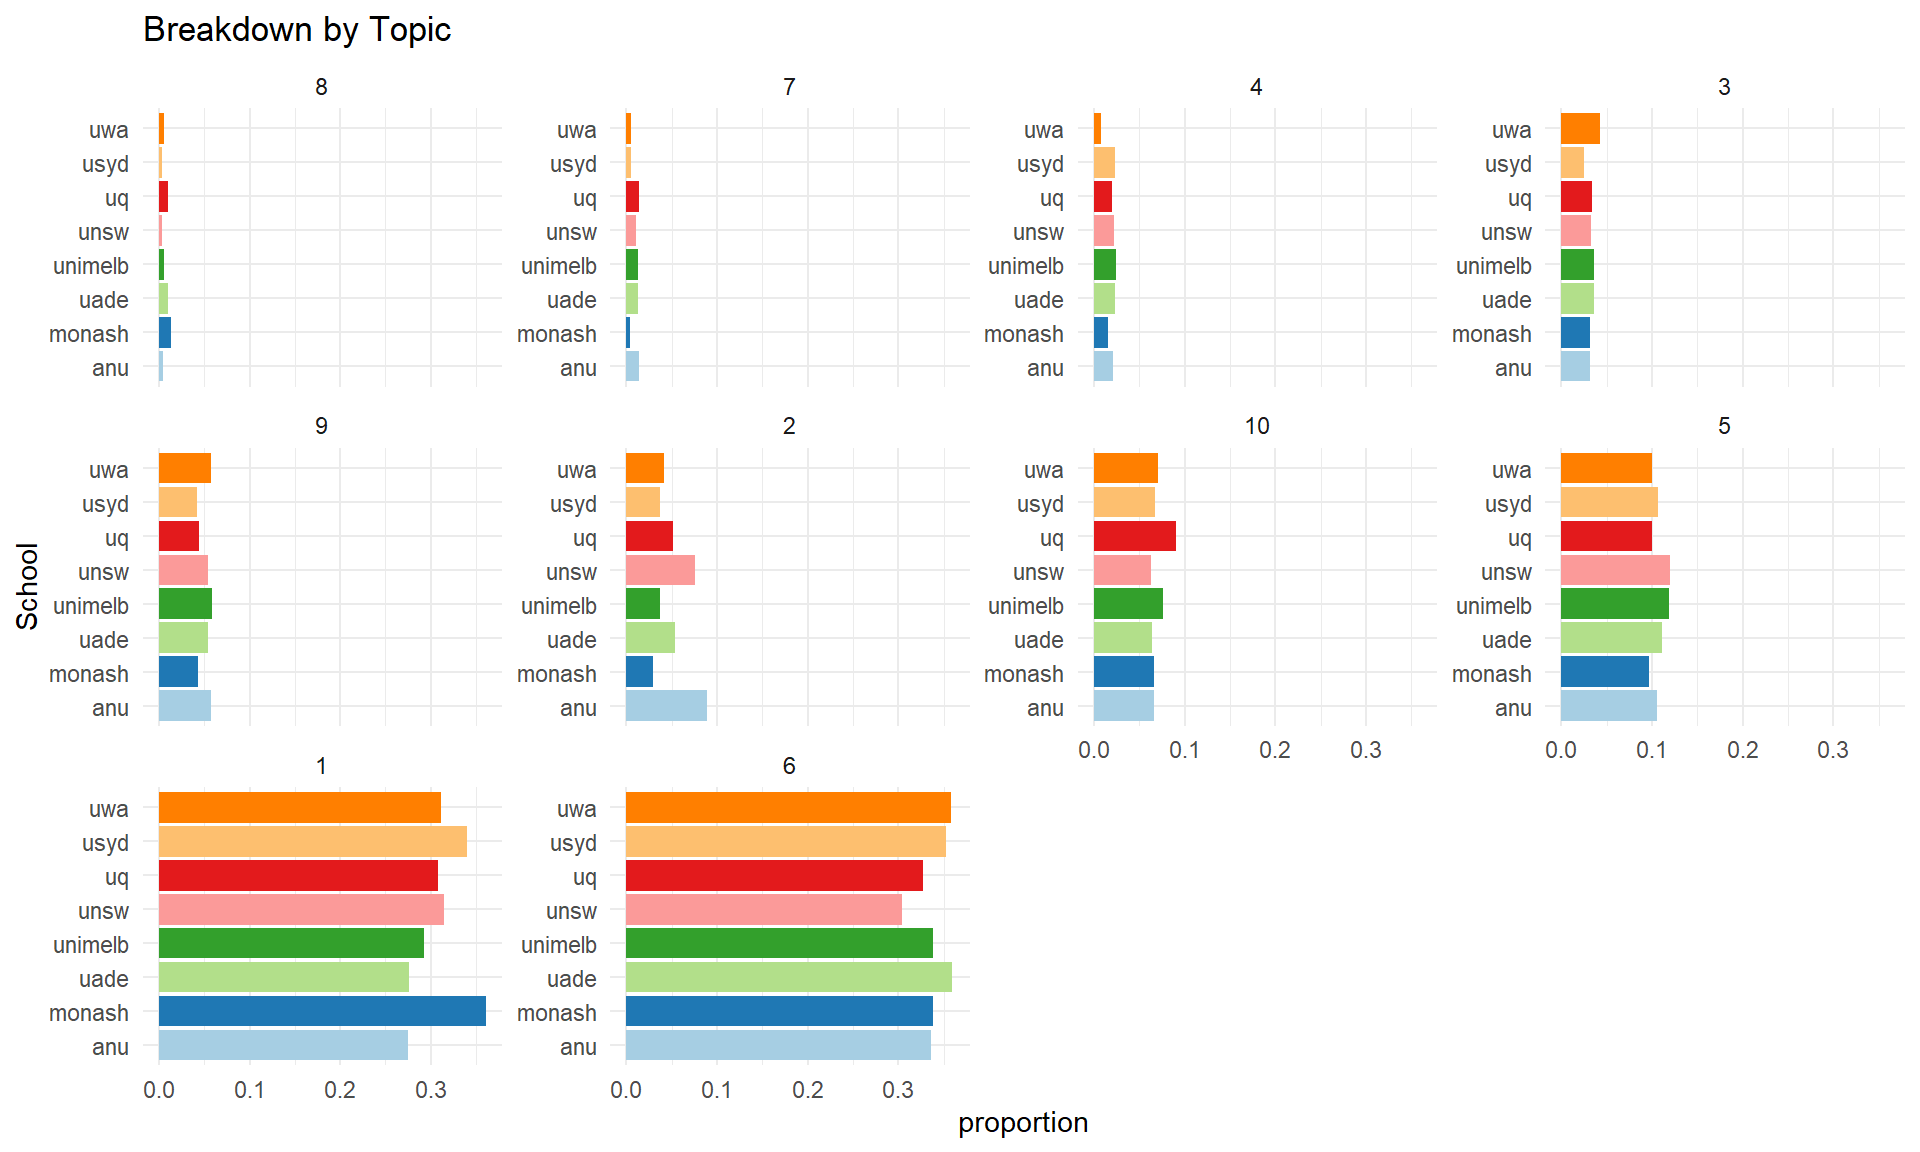 Breakdown by Topic
8
7
4
3
uwa
usyd
uq
unsw
unimelb
uade
monash
anu
uwa
usyd
uq
unsw
unimelb
uade
monash
anu
uwa
usyd
uq
unsw
unimelb
uade
monash
anu
uwa
usyd
uq
unsw
unimelb
uade
monash
anu
9
2
10
5
School
uwa
usyd
uq
unsw
unimelb
uade
monash
anu
uwa
usyd
uq
unsw
unimelb
uade
monash
anu
uwa
usyd
uq
unsw
unimelb
uade
monash
anu
0.0 0.1 0.2 0.3
uwa
usyd
uq
unsw
unimelb
uade
monash
anu
0.0 0.1 0.2 0.3
1
6
uwa
usyd
uq
unsw
unimelb
uade
monash
anu
0.0 0.1 0.2 0.3
uwa
usyd
uq
unsw
unimelb
uade
monash
anu
0.0 0.1 0.2 0.3
proportion